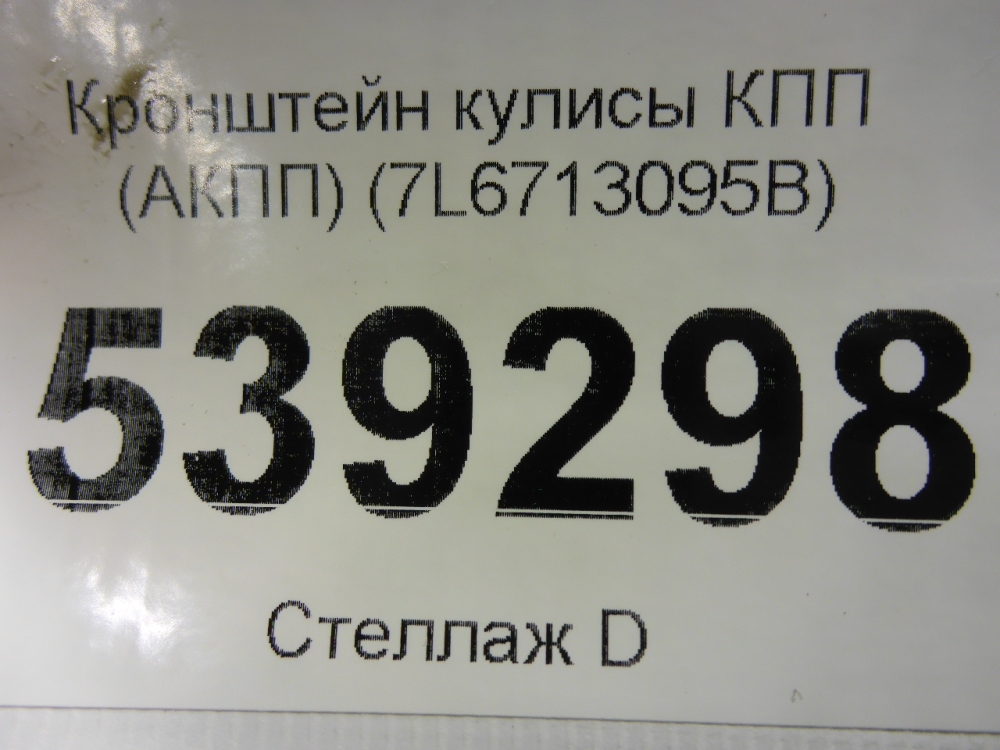 Кронштейн кулисы КПП
(АКПП) (7L6713095B)
539298
Стеллаж D